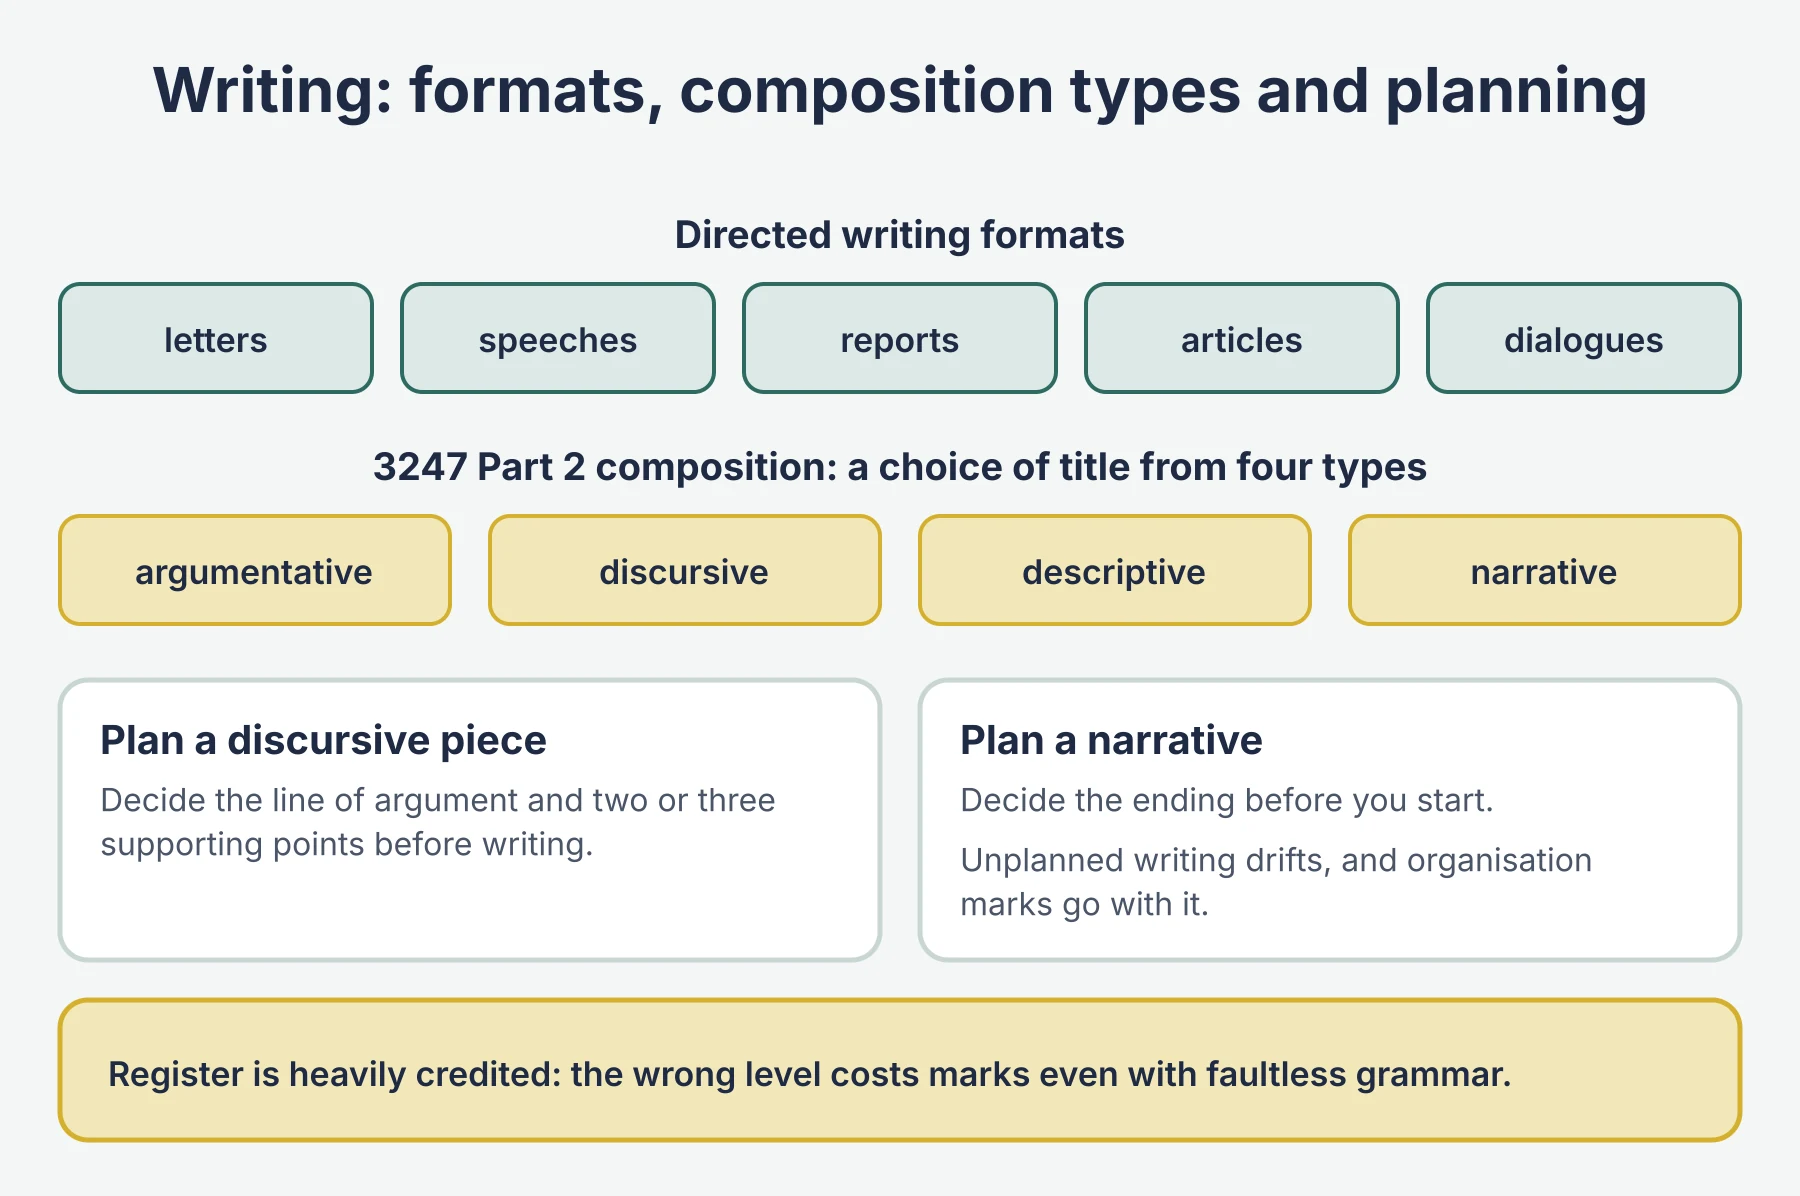 Writing: formats, composition types and planning
Directed writing formats
letters
speeches
reports
articles
dialogues
3247 Part 2 composition: a choice of title from four types
argumentative
discursive
descriptive
narrative
Plan a discursive piece
Decide the line of argument and two or three
supporting points before writing.
Plan a narrative
Decide the ending before you start.
Unplanned writing drifts, and organisation
marks go with it.
Register is heavily credited: the wrong level costs marks even with faultless grammar.